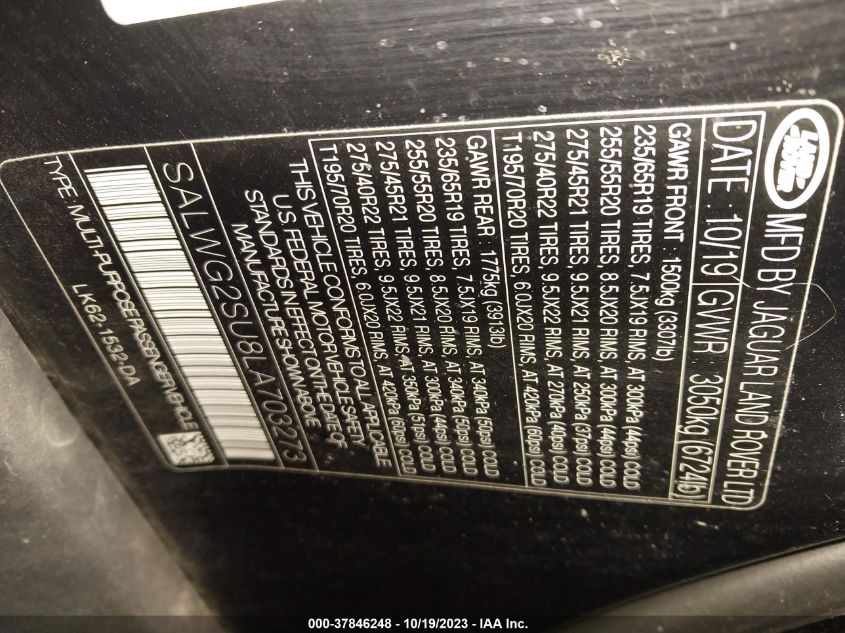 LAND ROVER
MFD BY JAGUAR LAND ROVER LTD
DATE : 10/19 GVWR : 3050kg (6724lb)
GAWR FRONT : 1500kg (3307lb)
235/65R19 TIRES, 7.5JX19 RIMS, AT 300kPa (44psi) COLD
255/55R20 TIRES, 8.5JX20 RIMS, AT 300kPa (44psi) COLD
275/45R21 TIRES, 9.5JX21 RIMS, AT 250kPa (37psi) COLD
275/40R22 TIRES, 9.5JX22 RIMS, AT 270kPa (40psi) COLD
T195/70R20 TIRES, 6.0JX20 RIMS, AT 420kPa (60psi) COLD
GAWR REAR : 1775kg (3913lb)
235/65R19 TIRES, 7.5JX19 RIMS, AT 340kPa (50psi) COLD
255/55R20 TIRES, 8.5JX20 RIMS, AT 340kPa (50psi) COLD
275/45R21 TIRES, 9.5JX21 RIMS, AT 300kPa (44psi) COLD
275/40R22 TIRES, 9.5JX22 RIMS, AT 350kPa (51psi) COLD
T195/70R20 TIRES, 6.0JX20 RIMS, AT 420kPa (60psi) COLD
THIS VEHICLE CONFORMS TO ALL APPLICABLE
U.S. FEDERAL MOTOR VEHICLE SAFETY
STANDARDS IN EFFECT ON THE DATE OF
MANUFACTURE SHOWN ABOVE
SALWG2SU8LA703273
TYPE : MULTI-PURPOSE PASSENGER VEHICLE
LK62-1532-DA
000-37846248 - 10/19/2023 - IAA Inc.